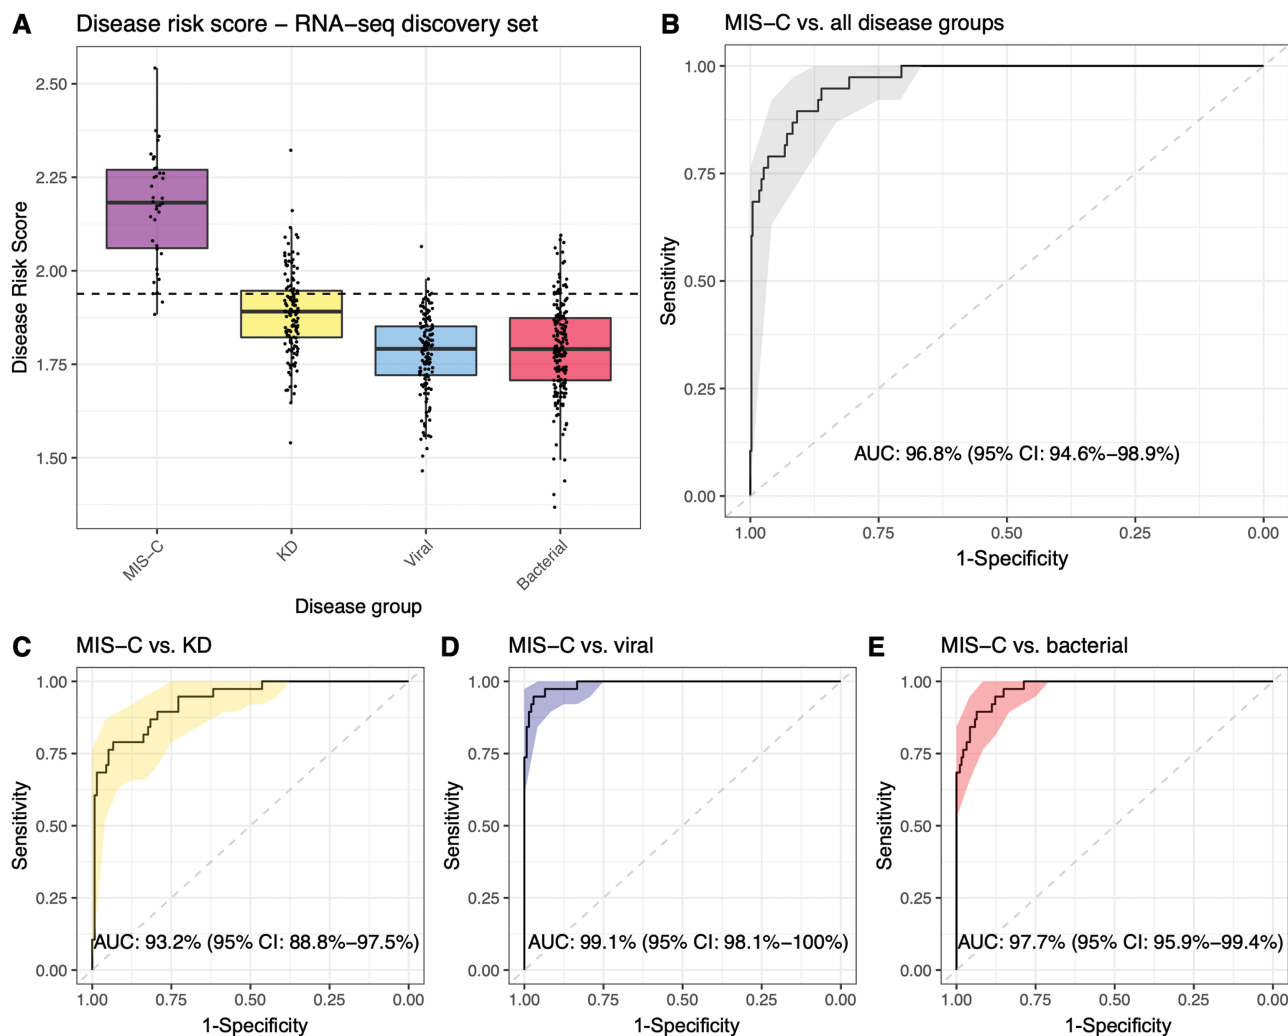 A
Disease risk score − RNA−seq discovery set
Disease Risk Score
2.50
2.25
2.00
1.75
1.50
MIS−C
KD
Viral
Bacterial
Disease group
B
MIS−C vs. all disease groups
Sensitivity
1.00
0.75
0.50
0.25
0.00
AUC: 96.8% (95% CI: 94.6%−98.9%)
1.00
0.75
0.50
0.25
0.00
1-Specificity
C
MIS−C vs. KD
Sensitivity
1.00
0.75
0.50
0.25
0.00
AUC: 93.2% (95% CI: 88.8%−97.5%)
1.00
0.75
0.50
0.25
0.00
1-Specificity
D
MIS−C vs. viral
Sensitivity
1.00
0.75
0.50
0.25
0.00
AUC: 99.1% (95% CI: 98.1%−100%)
1.00
0.75
0.50
0.25
0.00
1-Specificity
E
MIS−C vs. bacterial
Sensitivity
1.00
0.75
0.50
0.25
0.00
AUC: 97.7% (95% CI: 95.9%−99.4%)
1.00
0.75
0.50
0.25
0.00
1-Specificity